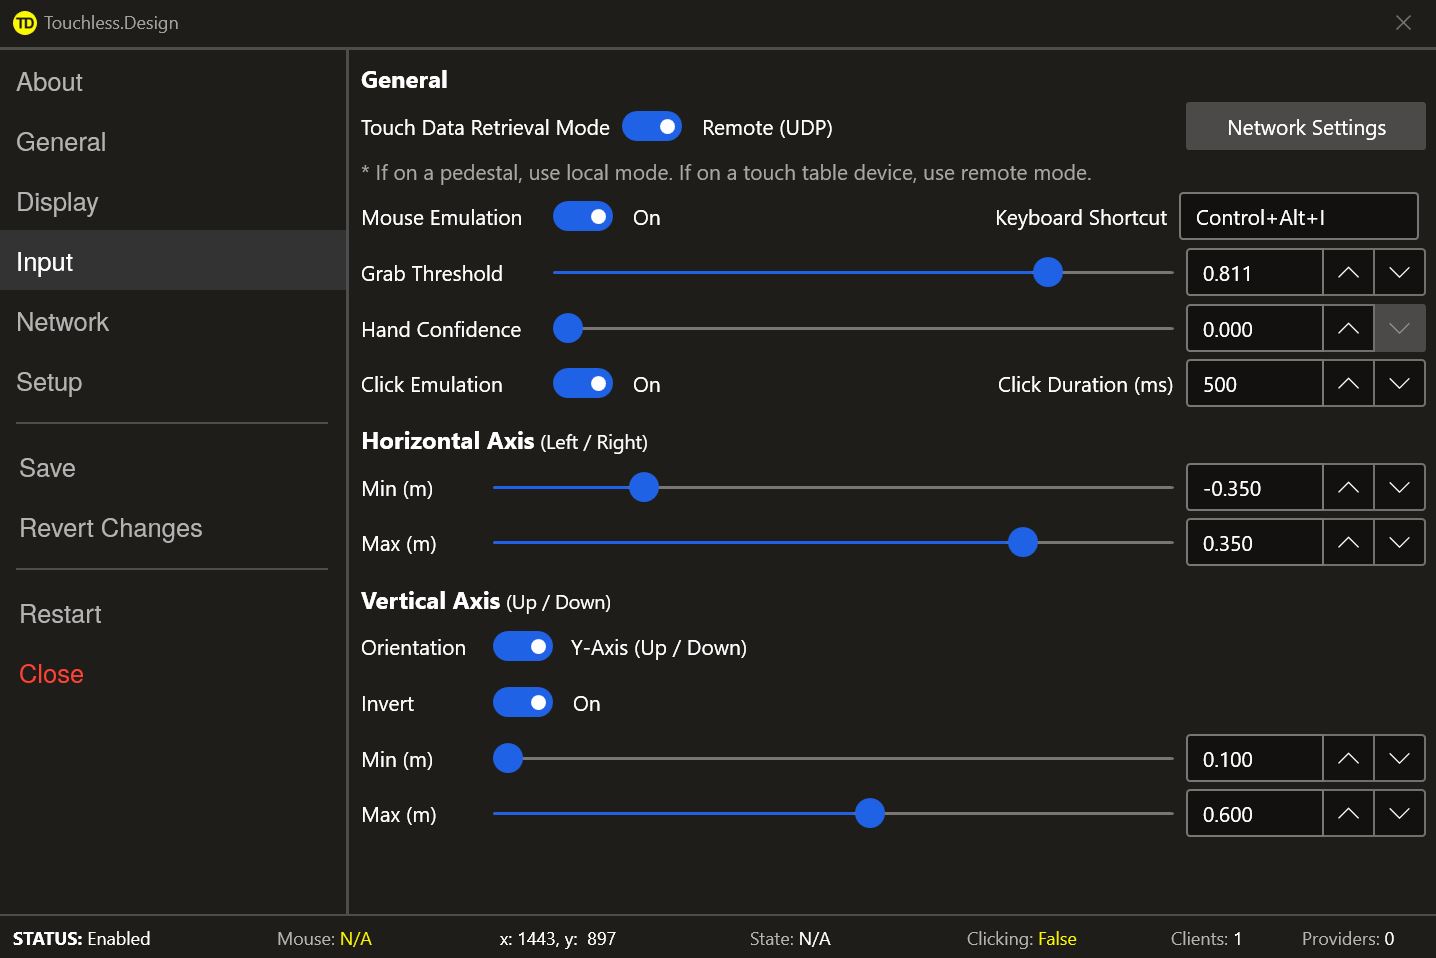 TD Touchless.Design
About
General
Display
Input
Network
Setup
Save
Revert Changes
Restart
Close
General
Touch Data Retrieval Mode Remote (UDP) Network Settings
* If on a pedestal, use local mode. If on a touch table device, use remote mode.
Mouse Emulation On Keyboard Shortcut Control+Alt+I
Grab Threshold 0.811
Hand Confidence 0.000
Click Emulation On Click Duration (ms) 500
Horizontal Axis (Left / Right)
Min (m) -0.350
Max (m) 0.350
Vertical Axis (Up / Down)
Orientation Y-Axis (Up / Down)
Invert On
Min (m) 0.100
Max (m) 0.600
STATUS: Enabled Mouse: N/A x: 1443, y: 897 State: N/A Clicking: False Clients: 1 Providers: 0